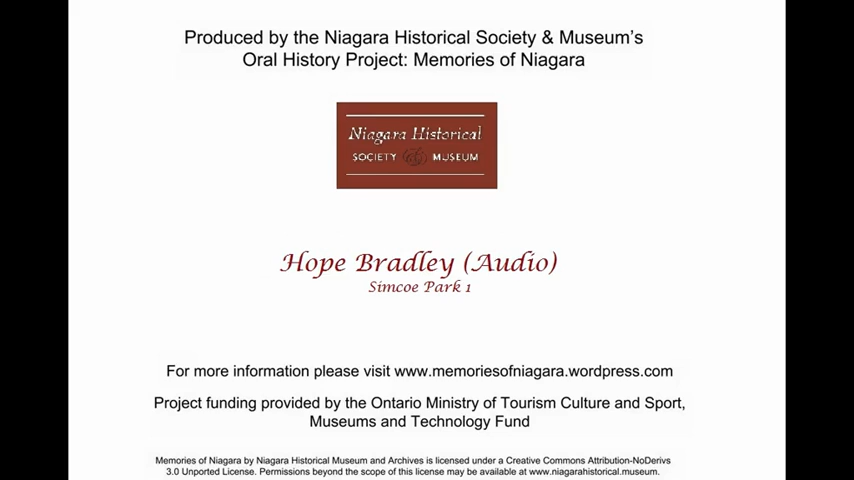 Produced by the Niagara Historical Society & Museum's
Oral History Project: Memories of Niagara
Niagara Historical
SOCIETY & MUSEUM
Hope Bradley (Audio)
Simcoe Park 1
For more information please visit www.memoriesofniagara.wordpress.com
Project funding provided by the Ontario Ministry of Tourism Culture and Sport,
Museums and Technology Fund
Memories of Niagara by Niagara Historical Museum and Archives is licensed under a Creative Commons Attribution-NoDerivs
3.0 Unported License. Permissions beyond the scope of this license may be available at www.niagarahistorical.museum.